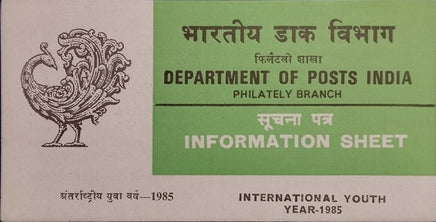 भारतीय डाक विभाग
फिलैटली शाखा
DEPARTMENT OF POSTS INDIA
PHILATELY BRANCH
सूचना पत्र
INFORMATION SHEET
अंतर्राष्ट्रीय युवा वर्ष—1985
INTERNATIONAL YOUTH
YEAR-1985